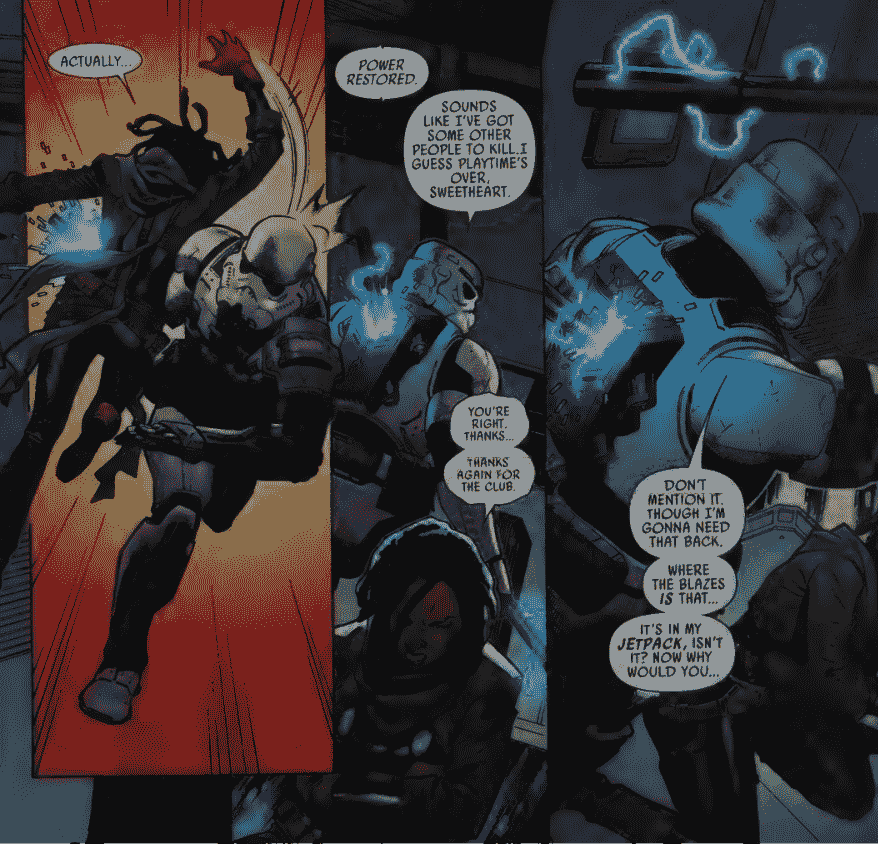 ACTUALLY...
POWER
RESTORED.
SOUNDS
LIKE I'VE GOT
SOME OTHER
PEOPLE TO KILL.I
GUESS PLAYTIME'S
OVER,
SWEETHEART.
YOU'RE
RIGHT.
THANKS...
THANKS
AGAIN FOR
THE CLUB.
DON'T
MENTION IT.
THOUGH I'M
GONNA NEED
THAT BACK.
WHERE
THE BLAZES
IS THAT...
IT'S IN MY
JETPACK, ISN'T
IT? NOW WHY
WOULD YOU...